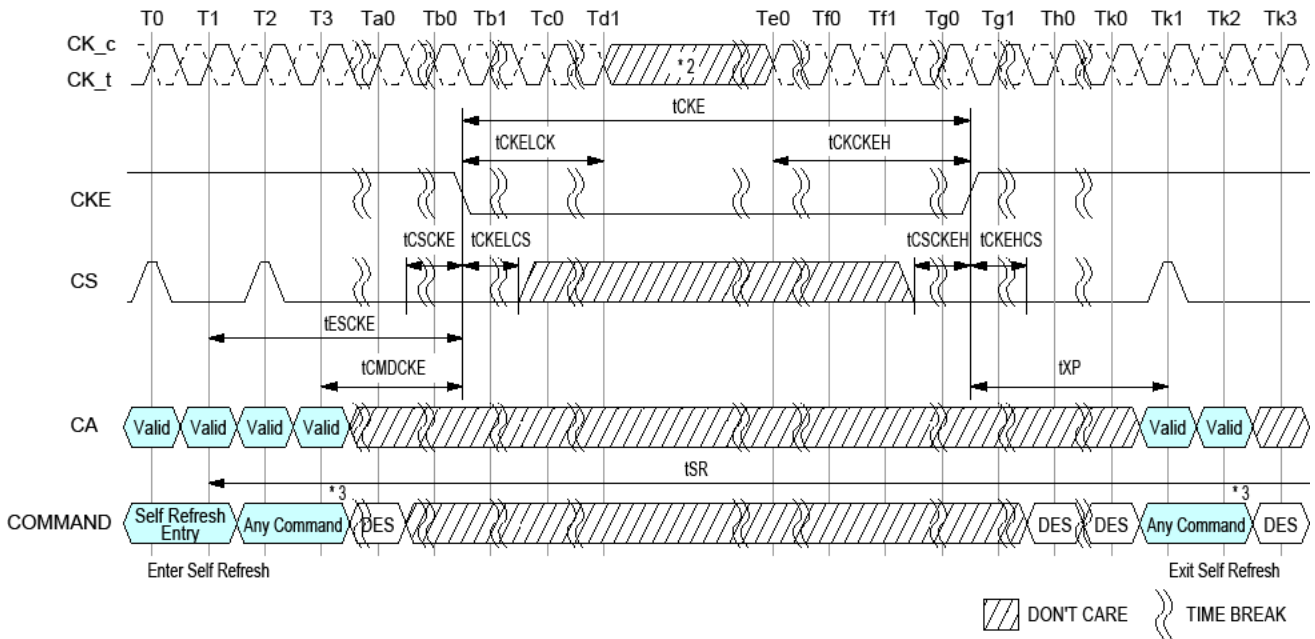 T0 T1 T2 T3 Ta0 Tb0 Tb1 Tc0 Td1 Te0 Tf0 Tf1 Tg0 Tg1 Th0 Tk0 Tk1 Tk2 Tk3
CK_c
CK_t
* 2
tCKE
tCKELCK tCKCKEH
CKE
tCSCKE tCKELCS tCSCKEH tCKEHCS
CS
tESCKE
tCMDCKE tXP
CA Valid Valid Valid Valid Valid Valid
tSR
* 3 * 3
COMMAND Self Refresh Entry Any Command DES DES DES Any Command DES
Enter Self Refresh Exit Self Refresh
DON'T CARE TIME BREAK